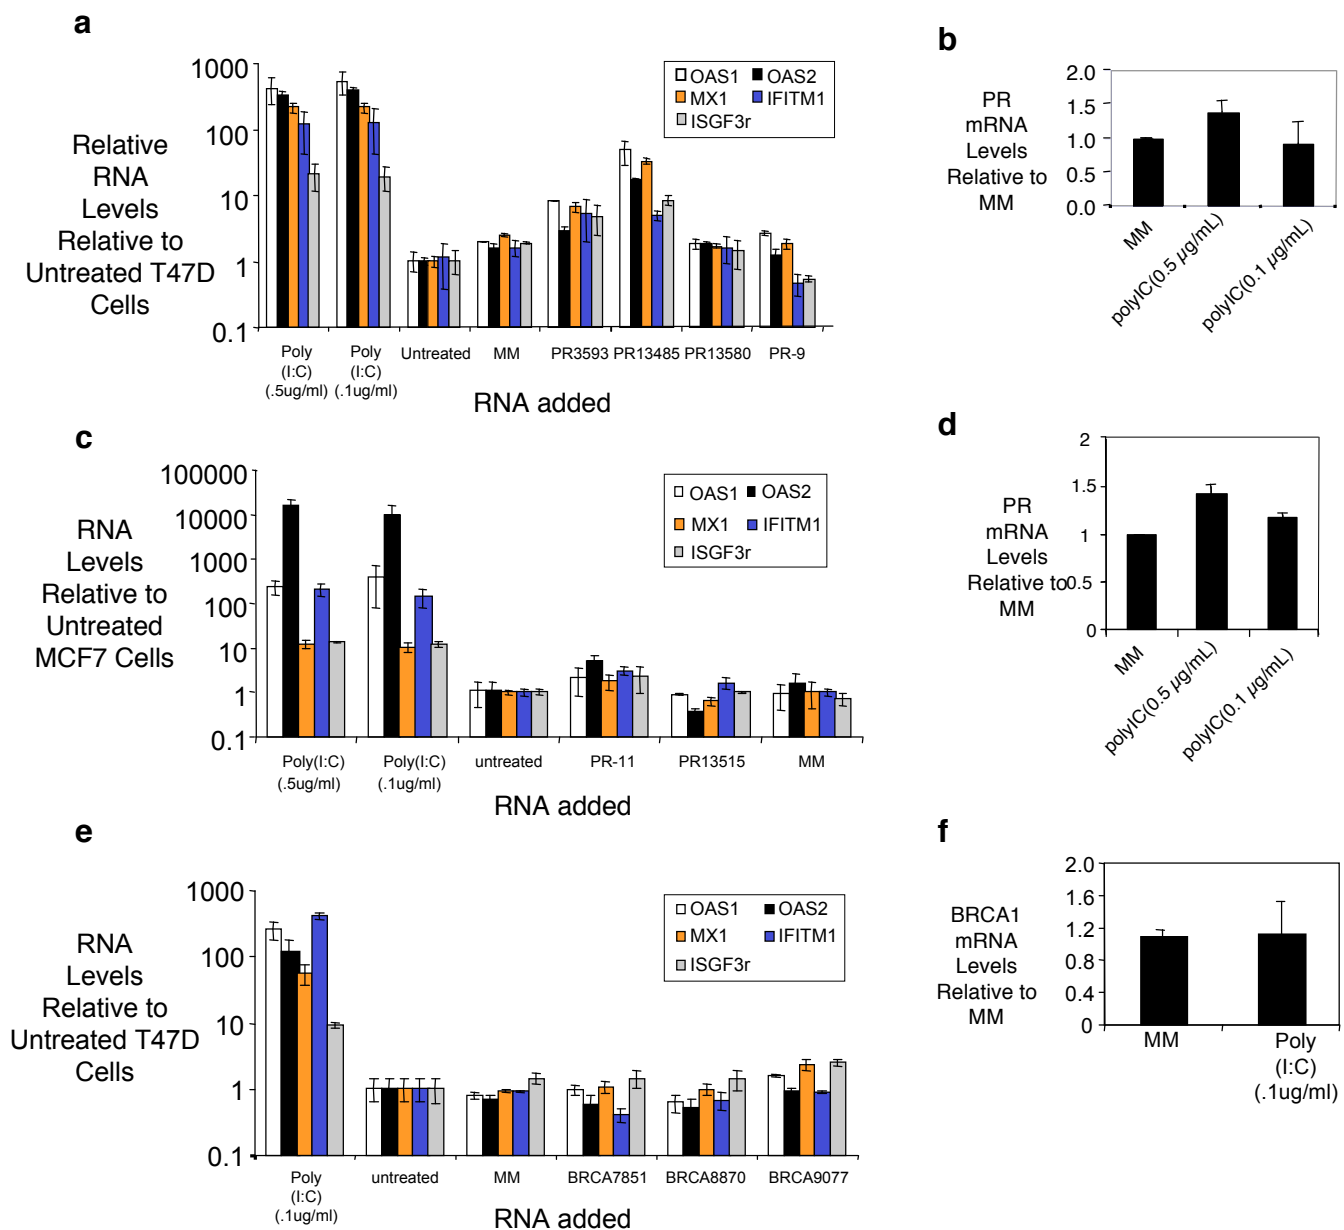 a
1000
100
10
1
0.1
Relative
RNA
Levels
Relative to
Untreated T47D
Cells
OAS1 OAS2
MX1 IFITM1
ISGF3r
Poly
(I:C)
(.5ug/ml)
Poly
(I:C)
(.1ug/ml)
Untreated MM PR3593 PR13485 PR13580 PR-9
RNA added
b
PR
mRNA
Levels
Relative to
MM
2.0
1.5
1.0
0.5
0.0
MM
polyIC(0.5 µg/mL)
polyIC(0.1 µg/mL)
c
100000
10000
1000
100
10
1
0.1
RNA
Levels
Relative to
Untreated
MCF7 Cells
OAS1 OAS2
MX1 IFITM1
ISGF3r
Poly(I:C)
(.5ug/ml)
Poly(I:C)
(.1ug/ml)
untreated PR-11 PR13515 MM
RNA added
d
PR
mRNA
Levels
Relative to
MM
2
1.5
1
0.5
0
MM
polyIC(0.5 µg/mL)
polyIC(0.1 µg/mL)
e
1000
100
10
1
0.1
RNA
Levels
Relative to
Untreated T47D
Cells
OAS1 OAS2
MX1 IFITM1
ISGF3r
Poly
(I:C)
(.1ug/ml)
untreated MM BRCA7851 BRCA8870 BRCA9077
RNA added
f
BRCA1
mRNA
Levels
Relative to
MM
2.0
1.6
1.2
0.8
0.4
0
MM
Poly
(I:C)
(.1ug/ml)